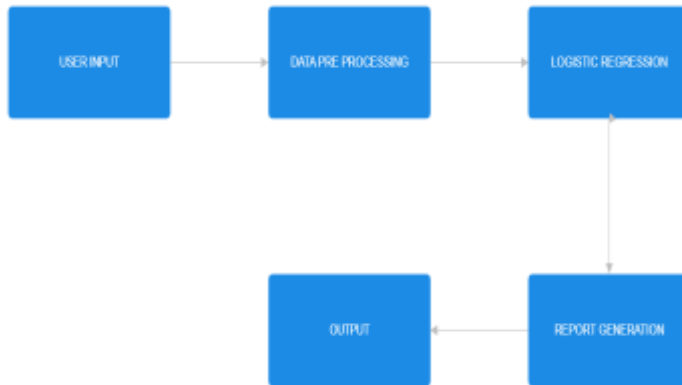 USER INPUT
DATA PRE PROCESSING
LOGISTIC REGRESSION
OUTPUT
REPORT GENERATION